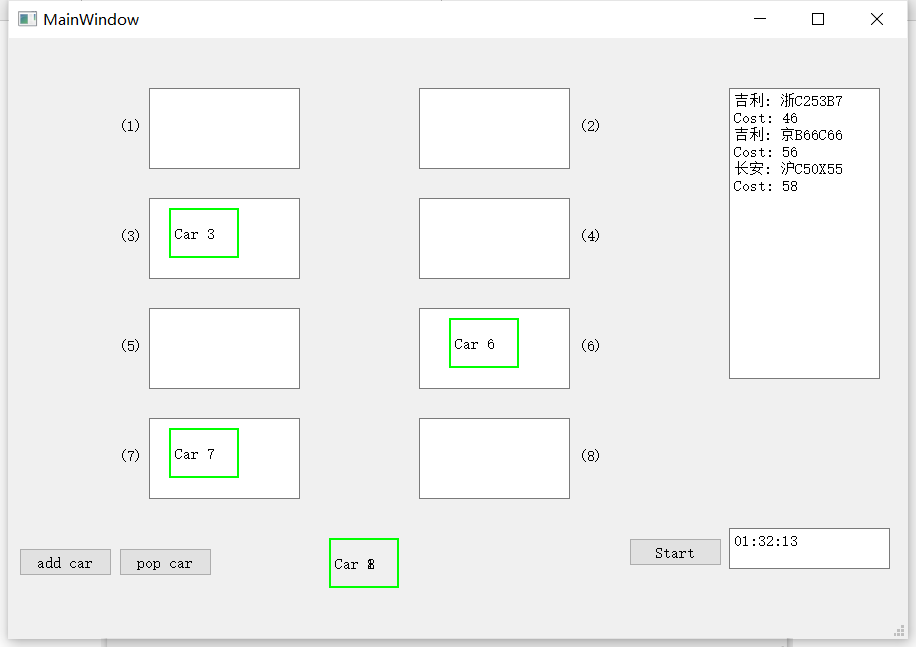 MainWindow
(1)
(2)
吉利: 浙C253B7
Cost: 46
吉利: 京B66C66
Cost: 56
长安: 沪C50X55
Cost: 58
(3)
Car 3
(4)
(5)
Car 6
(6)
(7)
Car 7
(8)
add car
pop car
Car
Start
01:32:13